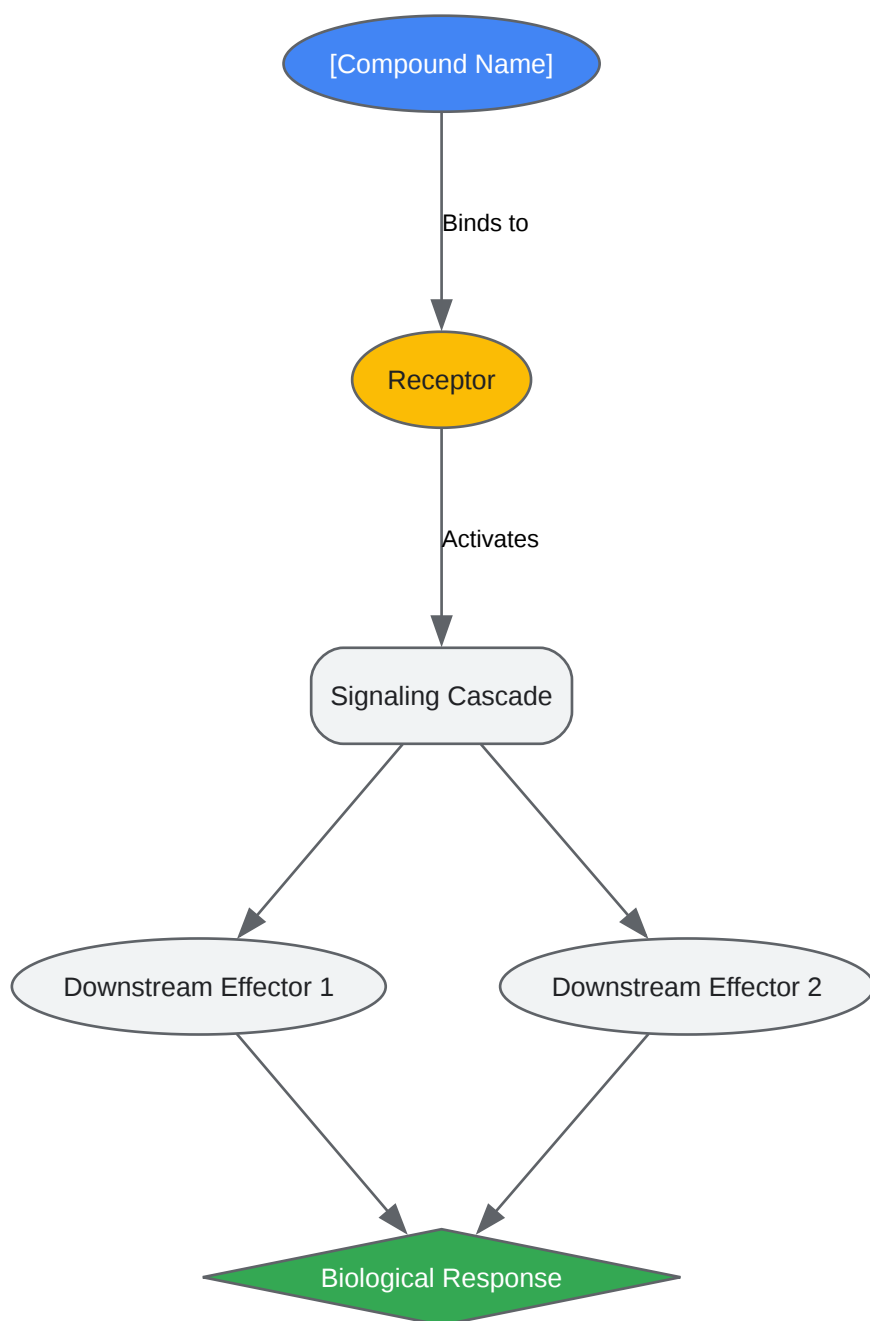 [Compound Name]
Binds to
Receptor
Activates
Signaling Cascade
Downstream Effector 1
Downstream Effector 2
Biological Response